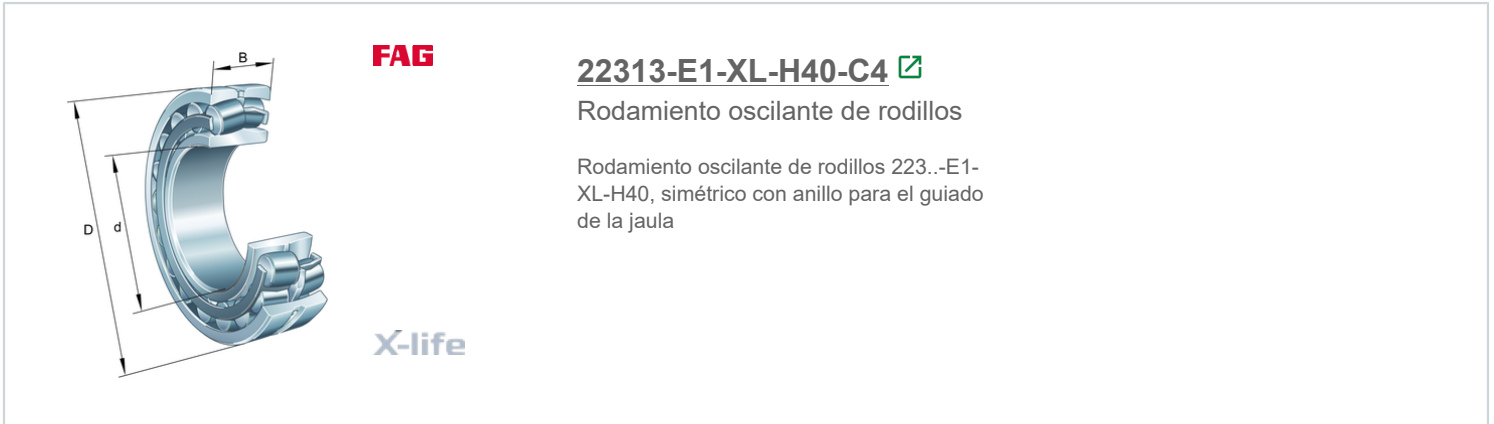 B
FAG
22313-E1-XL-H40-C4
Rodamiento oscilante de rodillos
Rodamiento oscilante de rodillos 223..-E1-
XL-H40, simétrico con anillo para el guiado
de la jaula
D
d
X-life